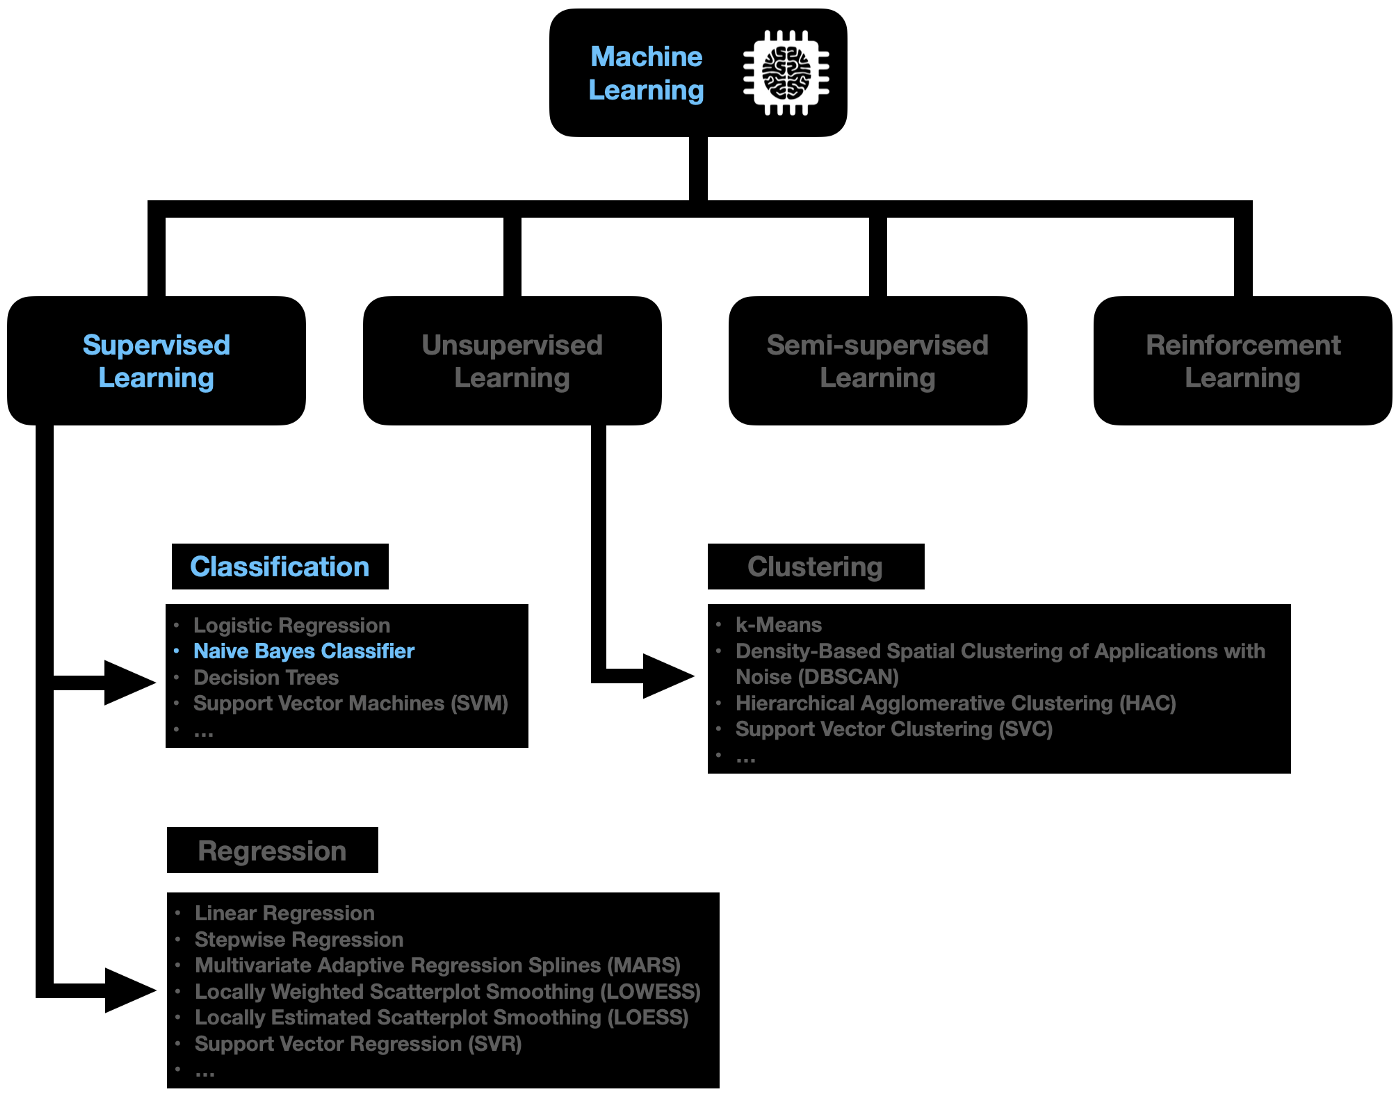 Machine
Learning
Supervised
Learning
Unsupervised
Learning
Semi-supervised
Learning
Reinforcement
Learning
Classification
• Logistic Regression
• Naive Bayes Classifier
• Decision Trees
• Support Vector Machines (SVM)
• ...
Clustering
• k-Means
• Density-Based Spatial Clustering of Applications with
Noise (DBSCAN)
• Hierarchical Agglomerative Clustering (HAC)
• Support Vector Clustering (SVC)
• ...
Regression
• Linear Regression
• Stepwise Regression
• Multivariate Adaptive Regression Splines (MARS)
• Locally Weighted Scatterplot Smoothing (LOWESS)
• Locally Estimated Scatterplot Smoothing (LOESS)
• Support Vector Regression (SVR)
• ...